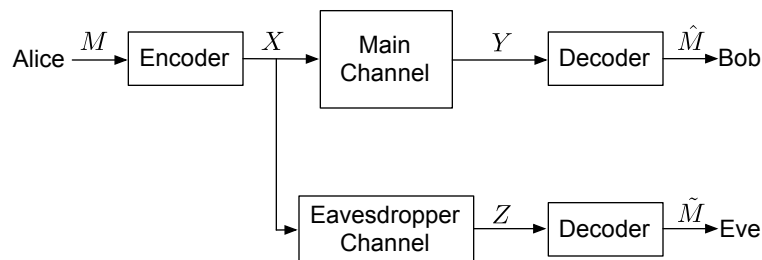 Alice M Encoder X Main Channel Y Decoder M̂ Bob
Eavesdropper Channel Z Decoder M̃ Eve